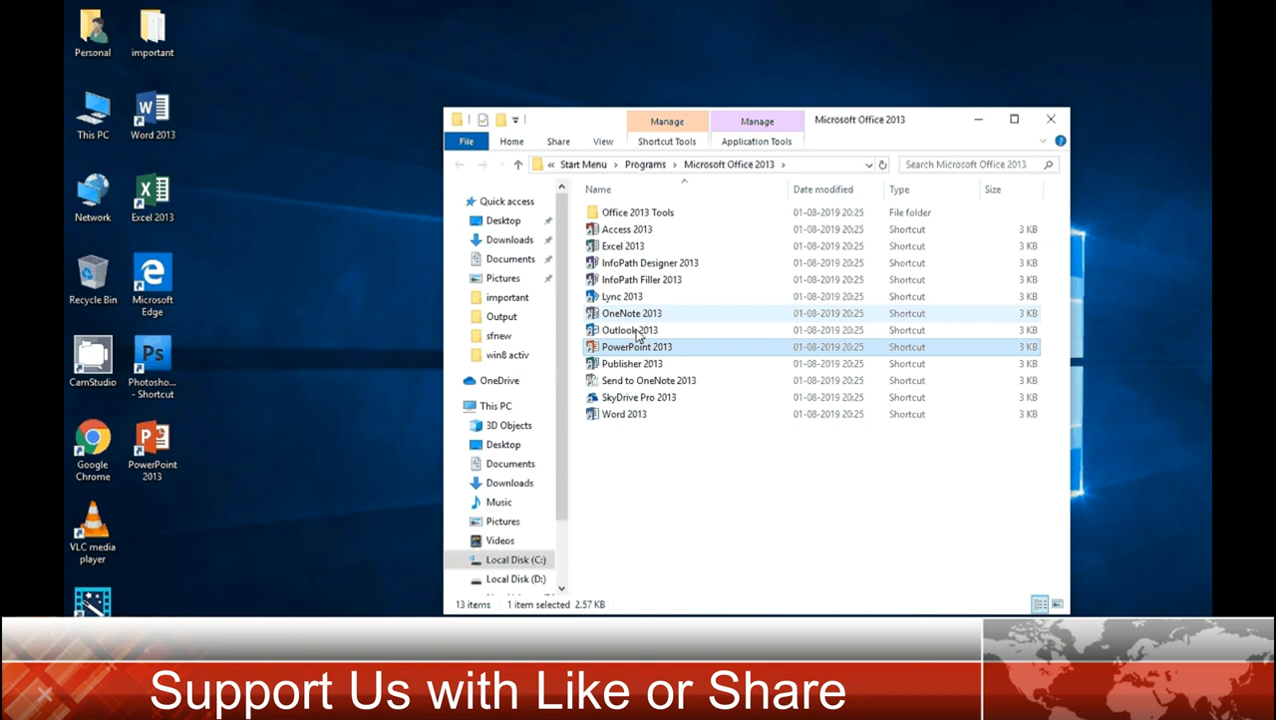 Personal
important
This PC
Word 2013
Network
Excel 2013
Recycle Bin
Microsoft
Edge
CamStudio
Photosho...
- Shortcut
Google
Chrome
PowerPoint
2013
VLC media
player
Manage
Manage
Microsoft Office 2013
File
Home
Share
View
Shortcut Tools
Application Tools
« Start Menu › Programs › Microsoft Office 2013 ›
Search Microsoft Office 2013
Quick access
Desktop
Downloads
Documents
Pictures
important
Output
sfnew
win8 activ
OneDrive
This PC
3D Objects
Desktop
Documents
Downloads
Music
Pictures
Videos
Local Disk (C:)
Local Disk (D:)
Name Date modified Type Size
Office 2013 Tools 01-08-2019 20:25 File folder
Access 2013 01-08-2019 20:25 Shortcut 3 KB
Excel 2013 01-08-2019 20:25 Shortcut 3 KB
InfoPath Designer 2013 01-08-2019 20:25 Shortcut 3 KB
InfoPath Filler 2013 01-08-2019 20:25 Shortcut 3 KB
Lync 2013 01-08-2019 20:25 Shortcut 3 KB
OneNote 2013 01-08-2019 20:25 Shortcut 3 KB
Outlook 2013 01-08-2019 20:25 Shortcut 3 KB
PowerPoint 2013 01-08-2019 20:25 Shortcut 3 KB
Publisher 2013 01-08-2019 20:25 Shortcut 3 KB
Send to OneNote 2013 01-08-2019 20:25 Shortcut 3 KB
SkyDrive Pro 2013 01-08-2019 20:25 Shortcut 3 KB
Word 2013 01-08-2019 20:25 Shortcut 3 KB
13 items 1 item selected 2.57 KB
Support Us with Like or Share